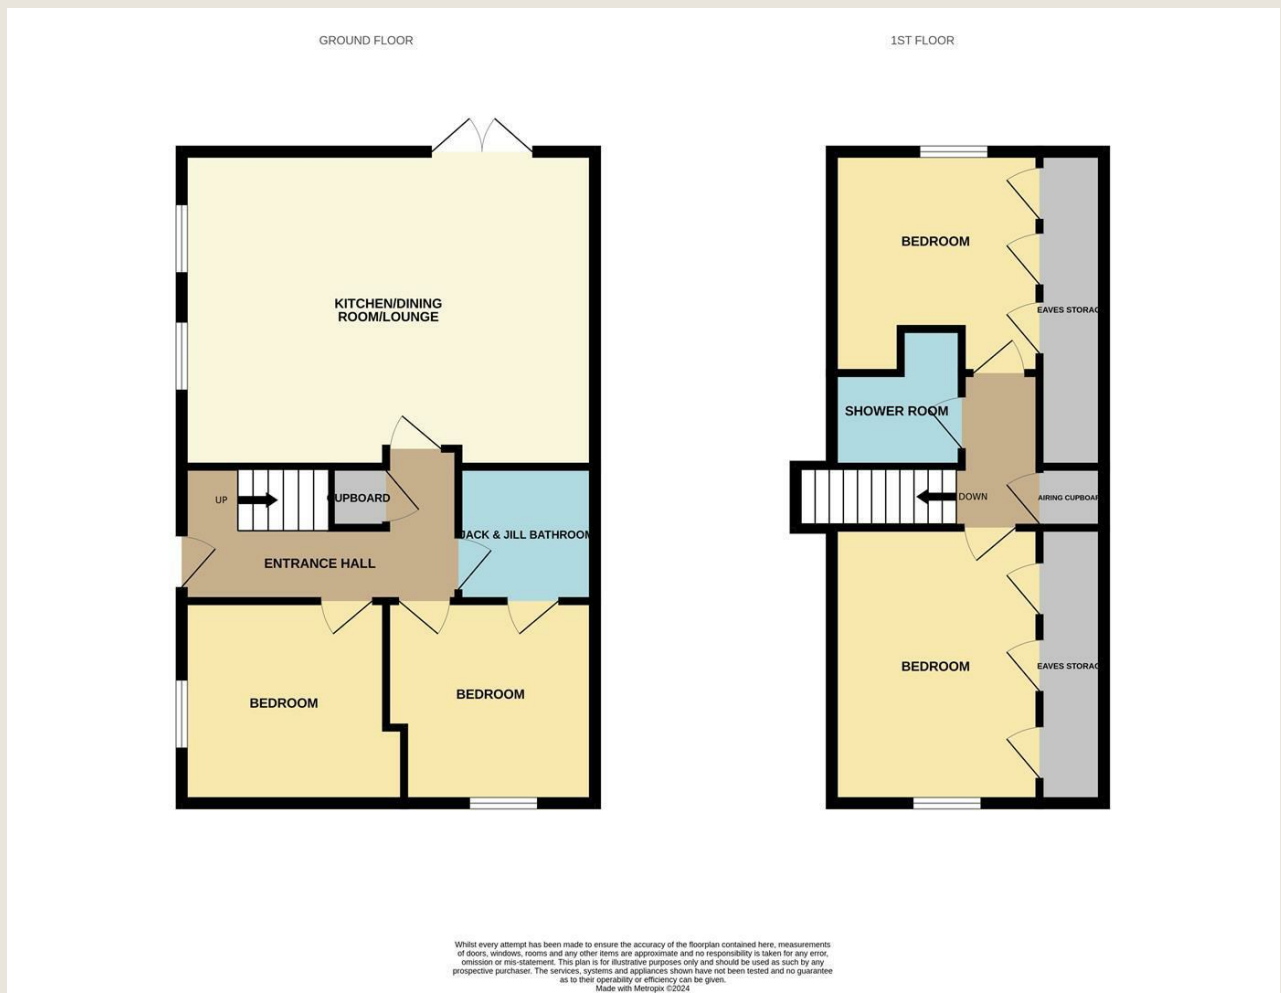 GROUND FLOOR
1ST FLOOR
KITCHEN/DINING
ROOM/LOUNGE
UP
CUPBOARD
JACK & JILL BATHROOM
ENTRANCE HALL
BEDROOM
BEDROOM
BEDROOM
EAVES STORAG
SHOWER ROOM
DOWN
AIRING CUPBOAR
BEDROOM
EAVES STORAG
Whilst every attempt has been made to ensure the accuracy of the floorplan contained here, measurements
of doors, windows, rooms and any other items are approximate and no responsibility is taken for any error,
omission or mis-statement. This plan is for illustrative purposes only and should be used as such by any
prospective purchaser. The services, systems and appliances shown have not been tested and no guarantee
as to their operability or efficiency can be given.
Made with Metropix ©2024